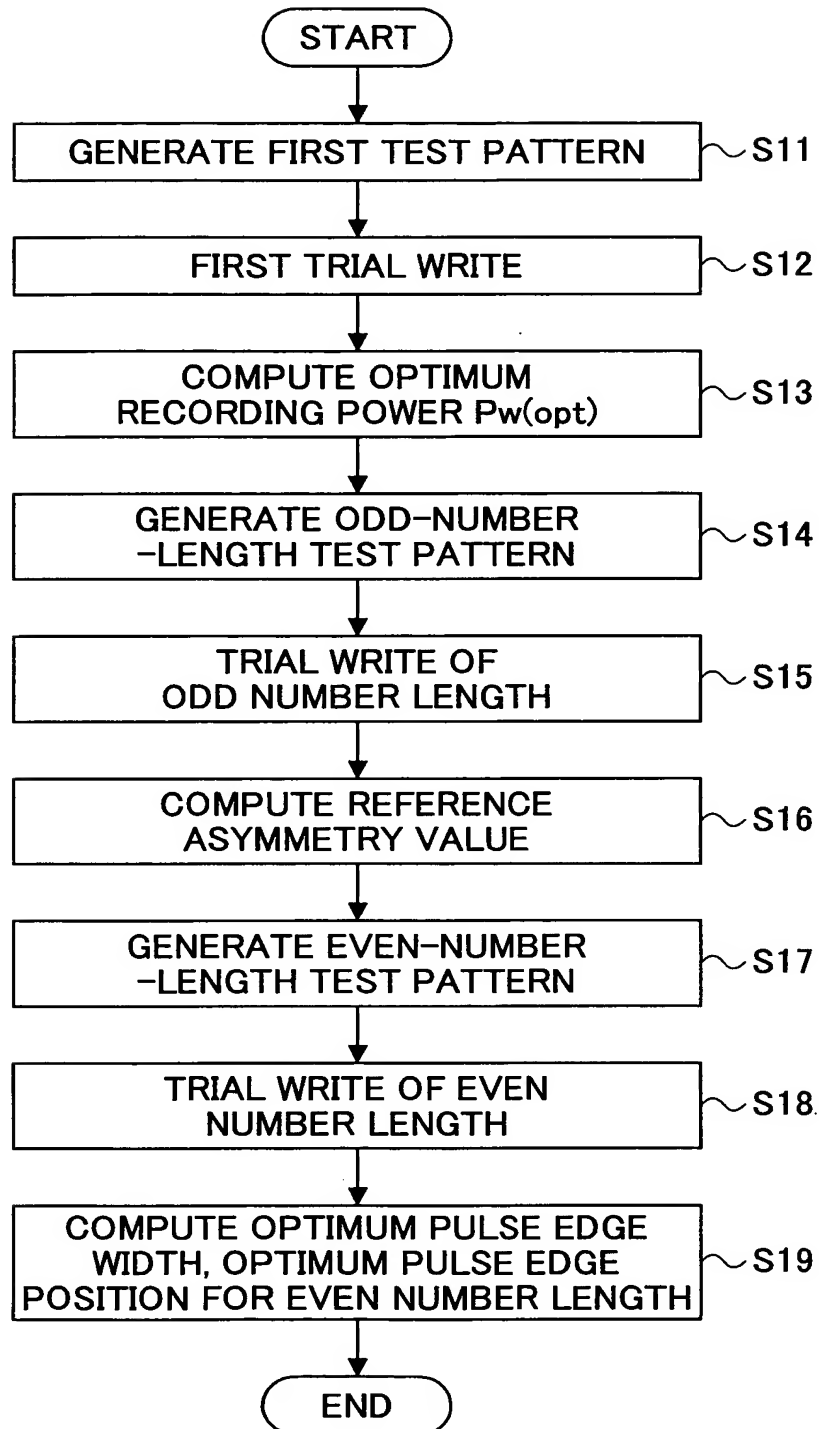 START
GENERATE FIRST TEST PATTERN
S11
FIRST TRIAL WRITE
S12
COMPUTE OPTIMUM
RECORDING POWER Pw(opt)
S13
GENERATE ODD-NUMBER
-LENGTH TEST PATTERN
S14
TRIAL WRITE OF
ODD NUMBER LENGTH
S15
COMPUTE REFERENCE
ASYMMETRY VALUE
S16
GENERATE EVEN-NUMBER
-LENGTH TEST PATTERN
S17
TRIAL WRITE OF EVEN
NUMBER LENGTH
S18
COMPUTE OPTIMUM PULSE EDGE
WIDTH, OPTIMUM PULSE EDGE
POSITION FOR EVEN NUMBER LENGTH
S19
END